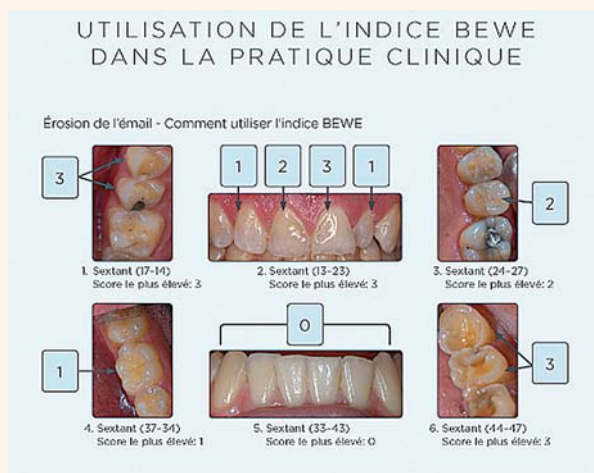 UTILISATION DE L'INDICE BEWE
DANS LA PRATIQUE CLINIQUE
Érosion de l'émail - Comment utiliser l'indice BEWE
3
1 2 3 1
2
1. Sextant (17-14)
Score le plus élevé: 3
2. Sextant (13-23)
Score le plus élevé: 3
3. Sextant (24-27)
Score le plus élevé: 2
1
0
3
4. Sextant (37-34)
Score le plus élevé: 1
5. Sextant (33-43)
Score le plus élevé: 0
6. Sextant (44-47)
Score le plus élevé: 3